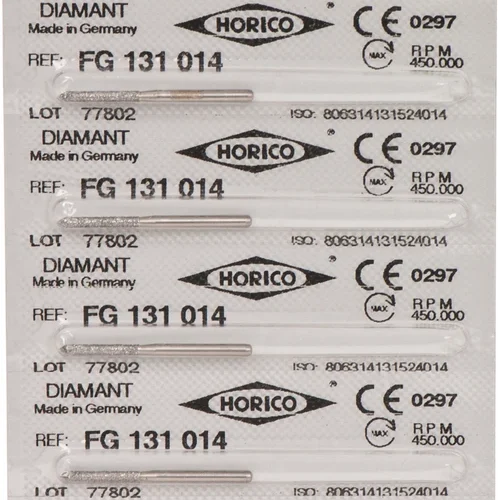 DIAMANT
Made in Germany
HORICO ®
CE 0297
REF: FG 131 014
MAX RPM 450.000
LOT 77802 ISO: 806314131524014
DIAMANT
Made in Germany
HORICO ®
CE 0297
REF: FG 131 014
MAX RPM 450.000
LOT 77802 ISO: 806314131524014
DIAMANT
Made in Germany
HORICO ®
CE 0297
REF: FG 131 014
MAX RPM 450.000
LOT 77802 ISO: 806314131524014
DIAMANT
Made in Germany
HORICO ®
CE 0297
REF: FG 131 014
MAX RPM 450.000
LOT 77802 ISO: 806314131524014